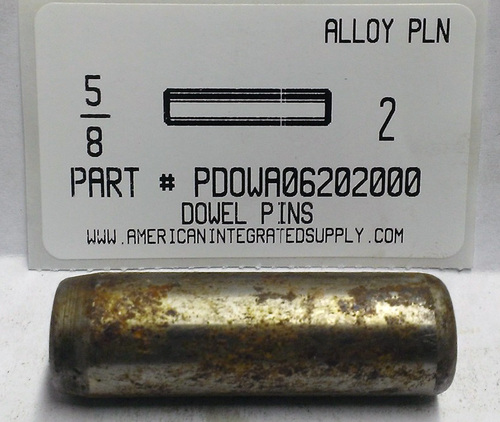 ALLOY PLN
5
8
2
PART # PDOWA06202000
DOWEL PINS
WWW.AMERICANINTEGRATEDSUPPLY.COM